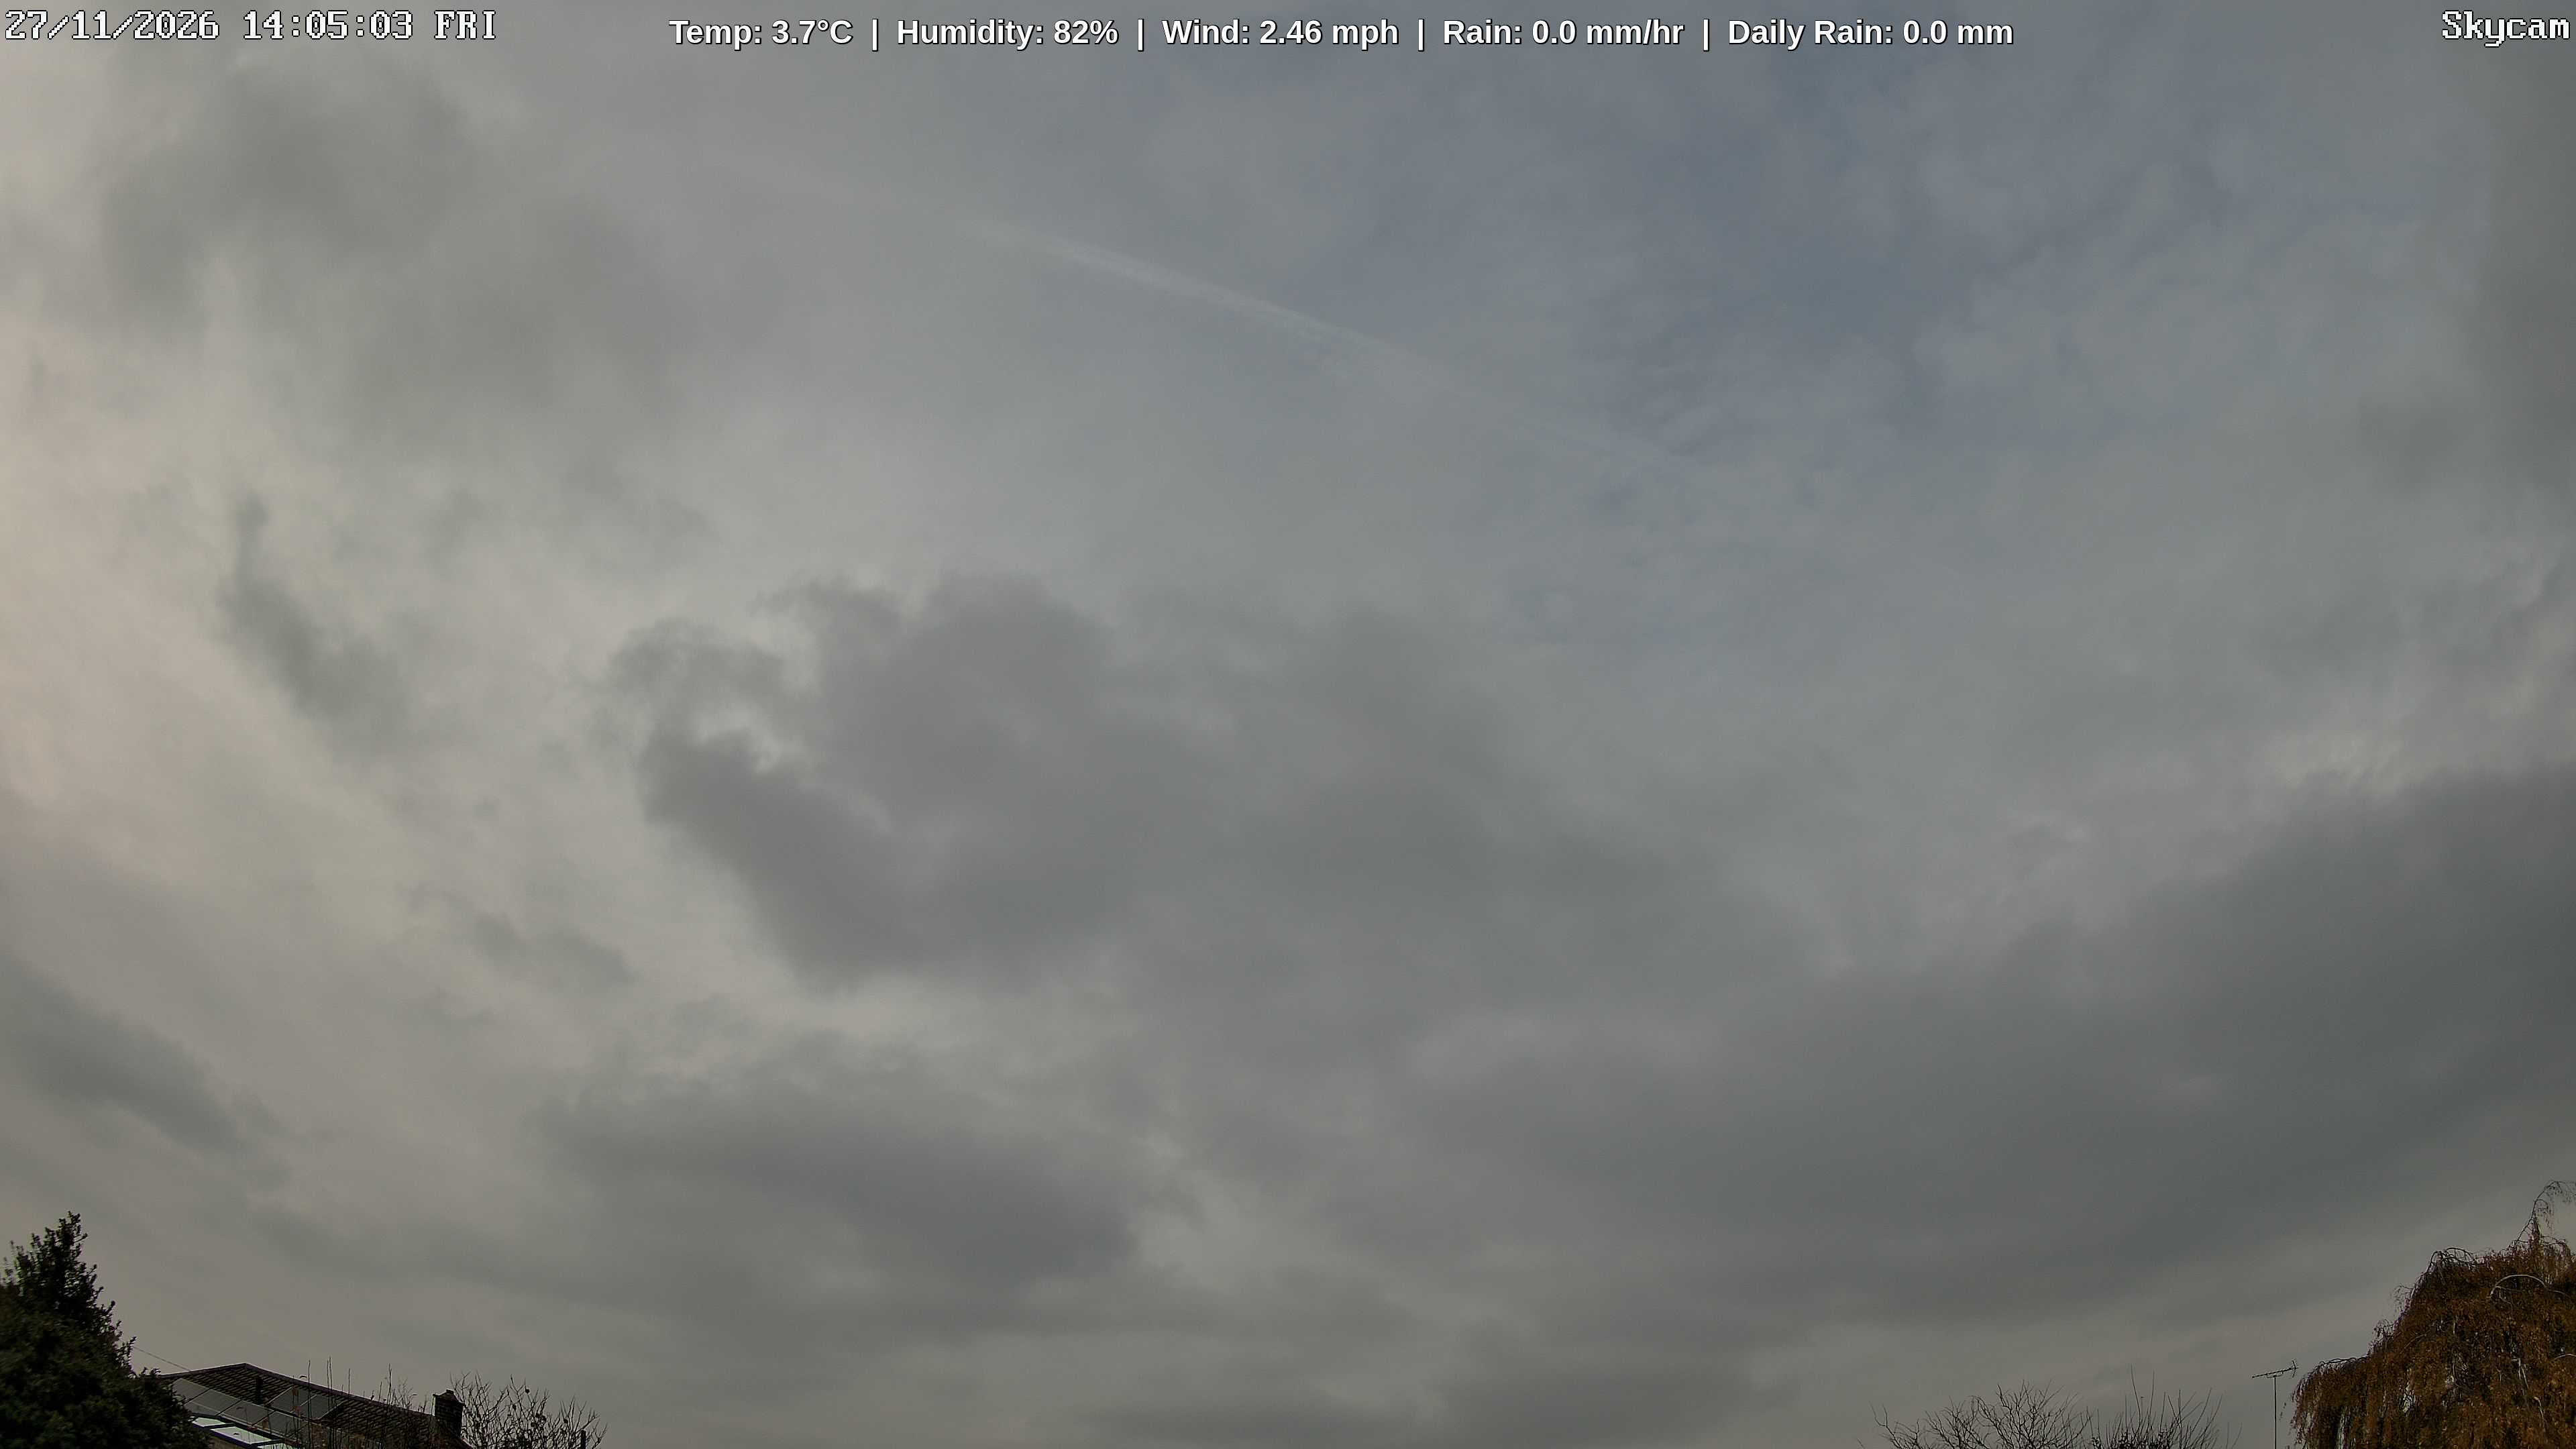 27/11/2026 14:05:03 FRI
Temp: 3.7°C | Humidity: 82% | Wind: 2.46 mph | Rain: 0.0 mm/hr | Daily Rain: 0.0 mm
Skycam